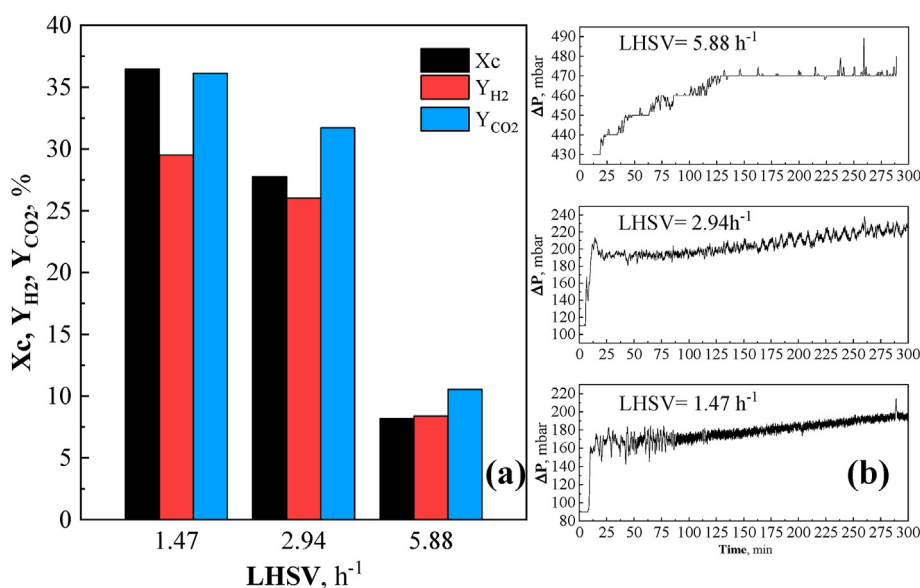 Xc, Y_H2, Y_CO2, %
40
35
30
25
20
15
10
5
0
Xc
Y_H2
Y_CO2
(a)
1.47 2.94 5.88
LHSV, h^-1
LHSV= 5.88 h^-1
ΔP, mbar
490
480
470
460
450
440
430
0 25 50 75 100 125 150 175 200 225 250 275 300
LHSV= 2.94h^-1
ΔP, mbar
240
220
200
180
160
140
120
100
0 25 50 75 100 125 150 175 200 225 250 275 300
LHSV= 1.47 h^-1
ΔP, mbar
220
200
180
160
140
120
100
80
(b)
0 25 50 75 100 125 150 175 200 225 250 275 300
Time, min